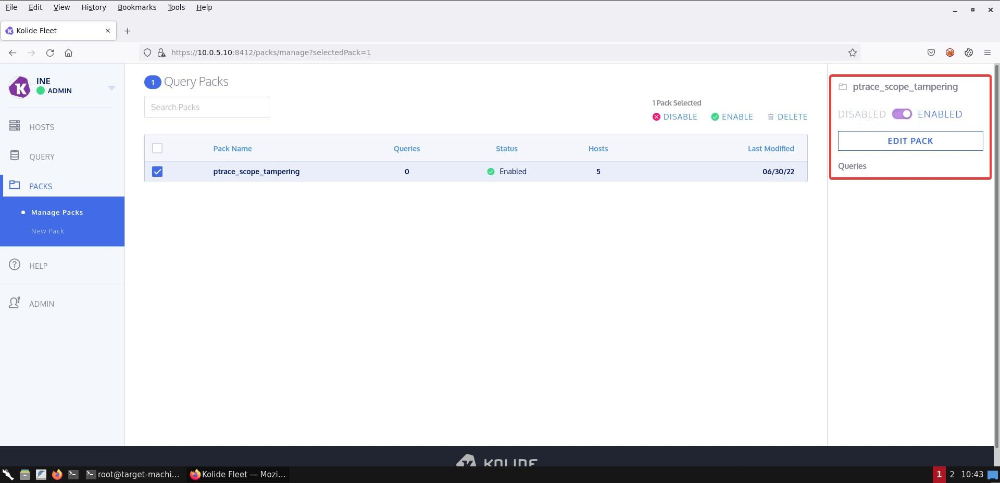 File Edit View History Bookmarks Tools Help
Kolide Fleet
https://10.0.5.10:8412/packs/manage?selectedPack=1
INE
ADMIN
HOSTS
QUERY
PACKS
Manage Packs
New Pack
HELP
ADMIN
1 Query Packs
Search Packs
1 Pack Selected
DISABLE ENABLE DELETE
Pack Name Queries Status Hosts Last Modified
ptrace_scope_tampering 0 Enabled 5 06/30/22
ptrace_scope_tampering
DISABLED ENABLED
EDIT PACK
Queries
KOLIDE
root@target-machi... Kolide Fleet — Mozi... 1 2 10:43